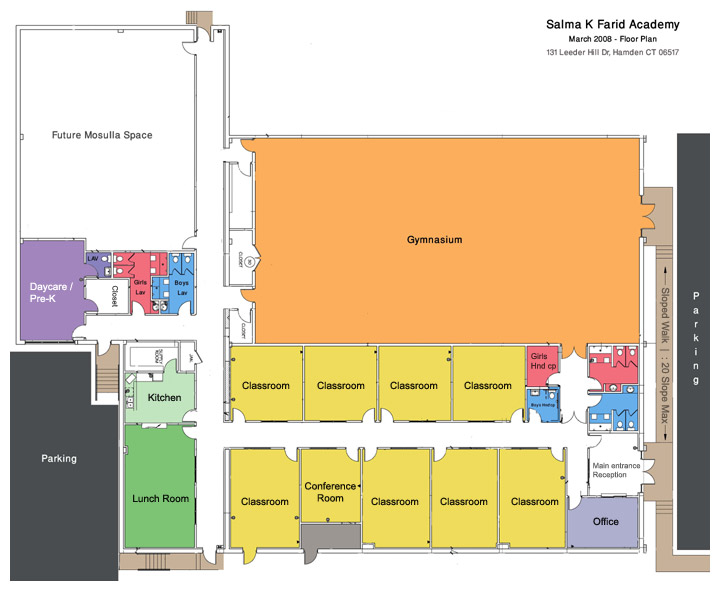 Salma K Farid Academy
March 2008 - Floor Plan
131 Leeder Hill Dr, Hamden CT 06517
Future Mosulla Space
Gymnasium
CLOSET
LAV
Daycare /
Pre-K
Closet
Girls
Lav
Boys
Lav
CLOSET
Parking
Sloped Walk | : 20 Slope Max
Girls
Hnd cp
Boys Hndcp
Classroom
Classroom
Classroom
Classroom
Kitchen
Parking
Lunch Room
Classroom
Conference
Room
Classroom
Classroom
Classroom
Main entrance
Reception
Office